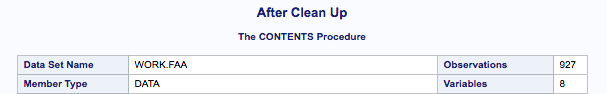 After Clean Up
The CONTENTS Procedure
Data Set Name WORK.FAA Observations 927
Member Type DATA Variables 8